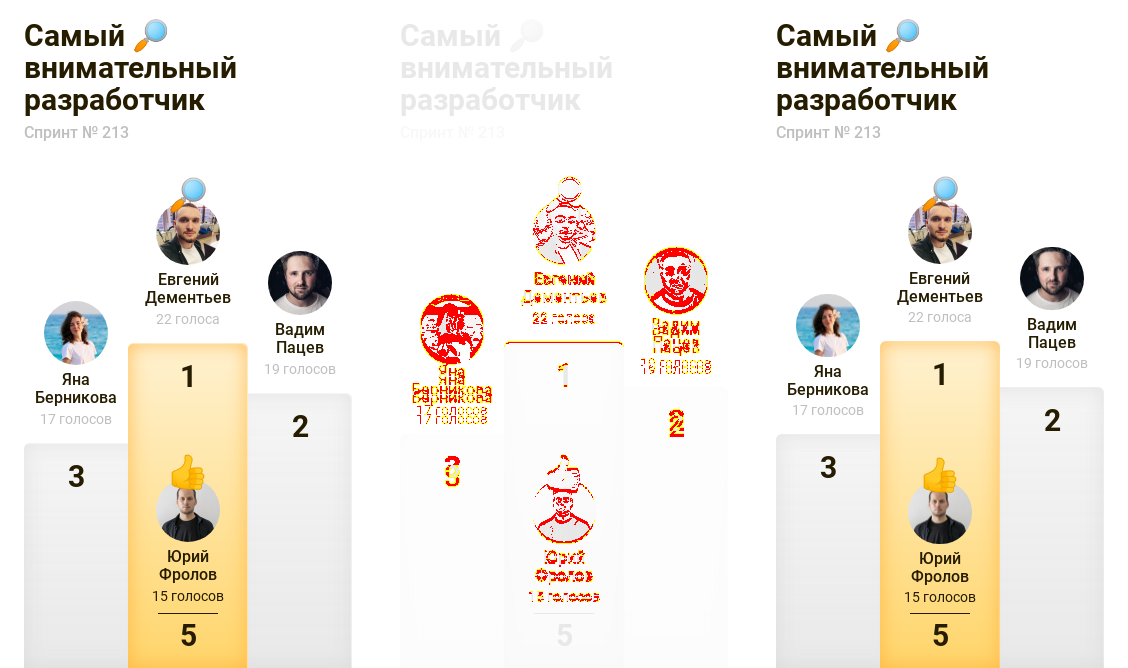 Самый 🔎
внимательный
разработчик
Спринт № 213
Евгений
Дементьев
22 голоса
Вадим
Пацев
19 голосов
Яна
Берникова
17 голосов
1
2
3
Юрий
Фролов
15 голосов
5
Самый 🔎
внимательный
разработчик
Спринт № 213
Евгений
Дементьев
22 голоса
Вадим
Пацев
19 голосов
Яна
Берникова
17 голосов
1
2
3
Юрий
Фролов
15 голосов
5
Самый 🔎
внимательный
разработчик
Спринт № 213
Евгений
Дементьев
22 голоса
Вадим
Пацев
19 голосов
Яна
Берникова
17 голосов
1
2
3
Юрий
Фролов
15 голосов
5